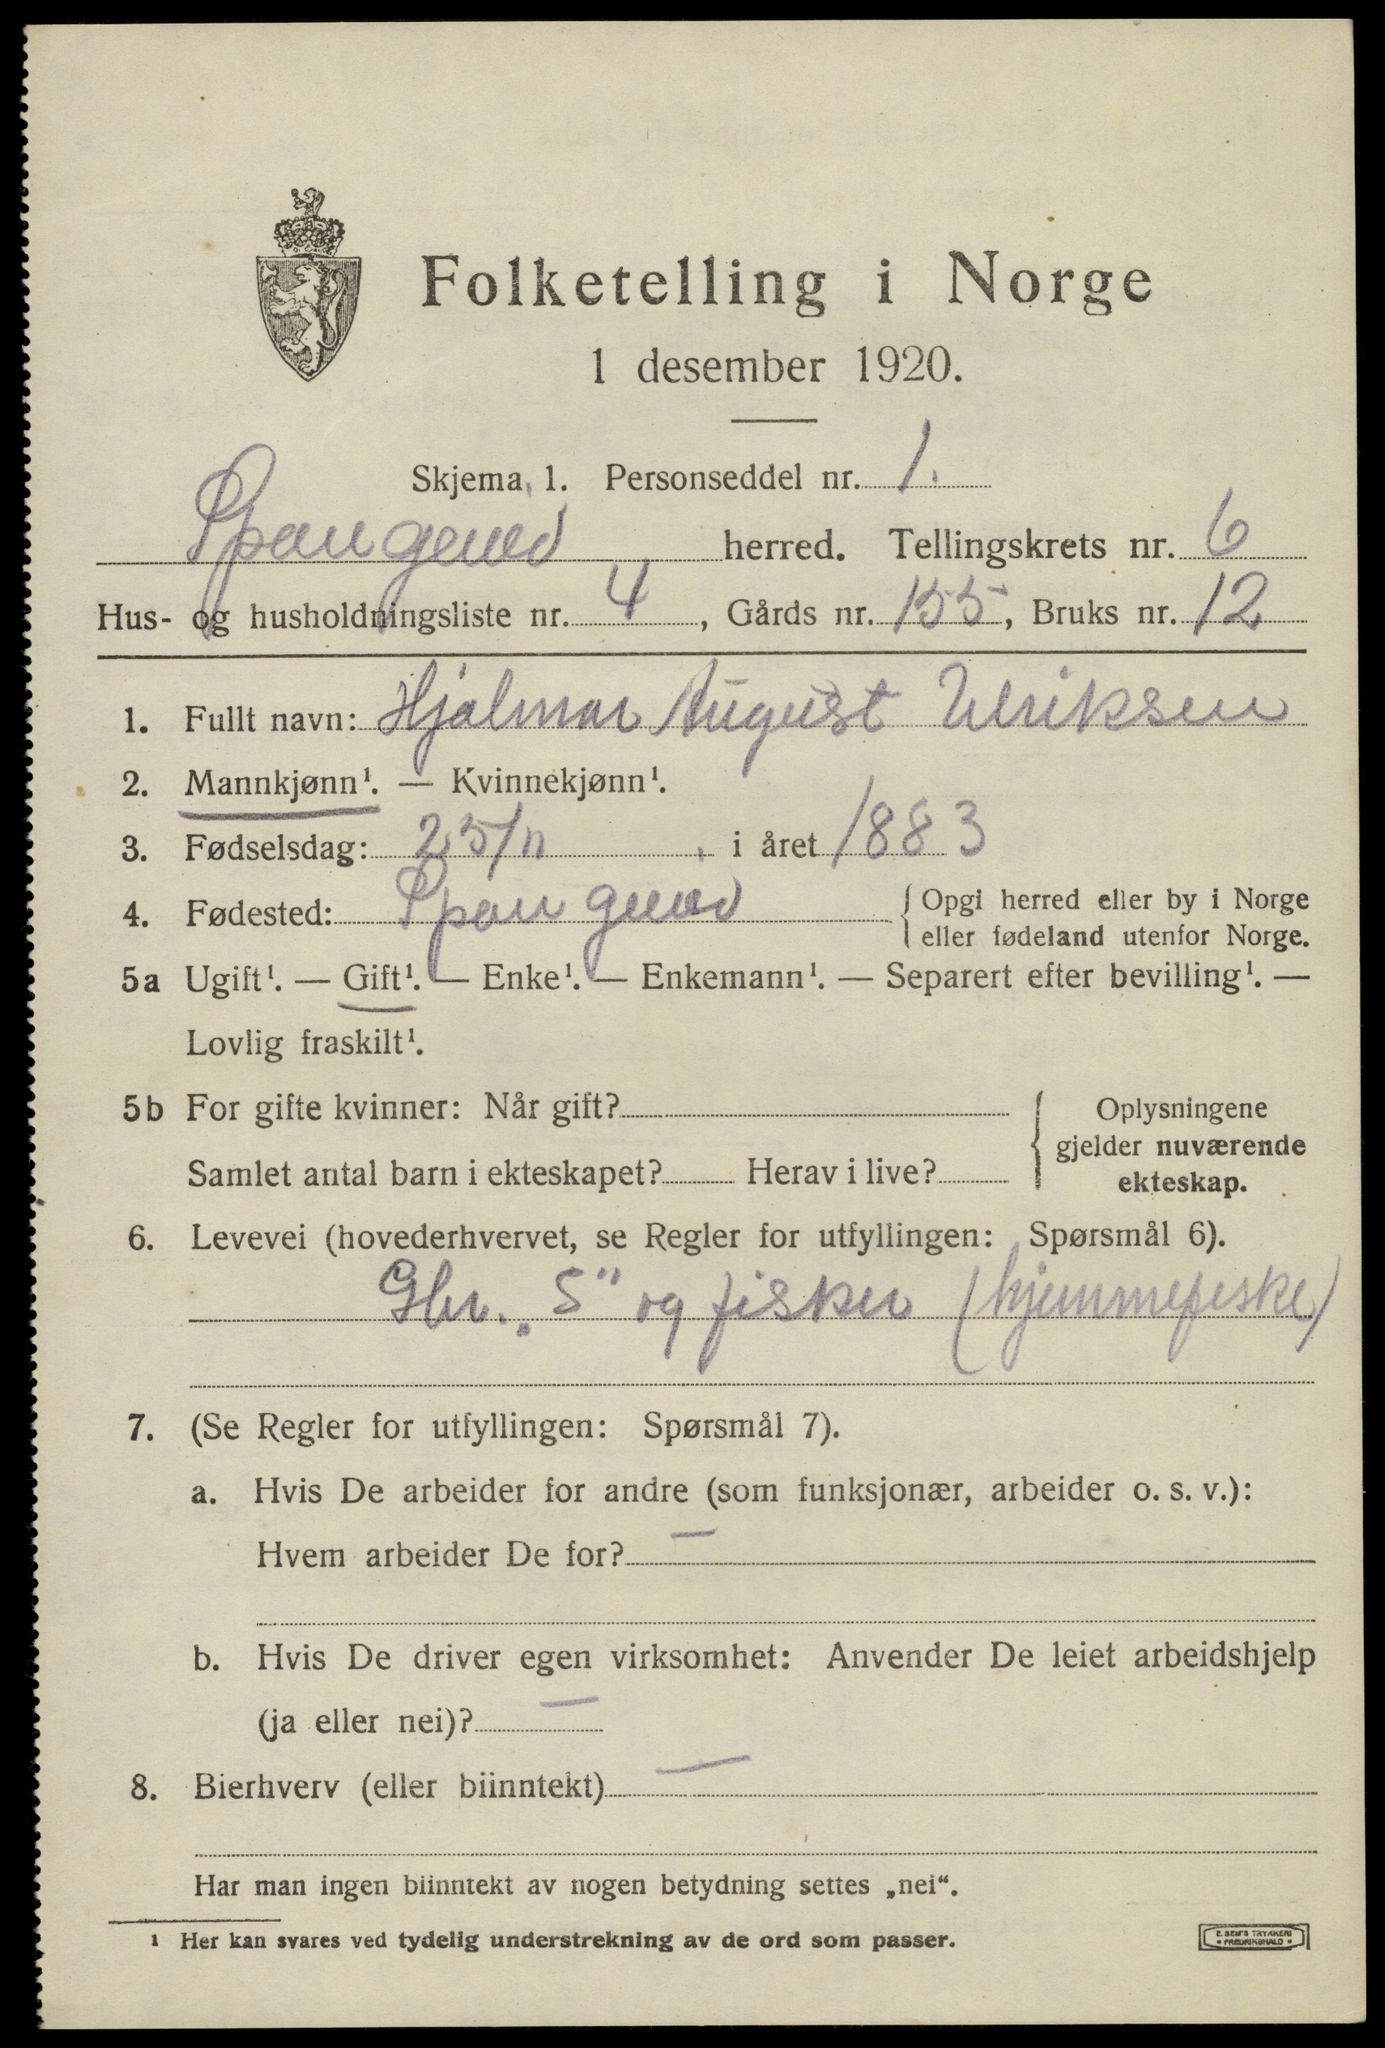 Folketelling i Norge
1 desember 1920.
Skjema 1. Personseddel nr. 1.
Spangereid herred. Tellingskrets nr. 6
Hus- og husholdningsliste nr. 4, Gårds nr. 155, Bruks nr. 12
1. Fullt navn: Hjalmar August Ulriksen
2. Mannkjønn¹. — Kvinnekjønn¹.
3. Fødselsdag: 25/11 . i året 1883
4. Fødested: Spangereid { Opgi herred eller by i Norge
eller fødeland utenfor Norge.
5a Ugift¹. — Gift¹. — Enke¹. — Enkemann¹. — Separert efter bevilling¹. —
Lovlig fraskilt¹.
5b For gifte kvinner: Når gift? { Oplysningene
gjelder nuværende
Samlet antal barn i ekteskapet? Herav i live?
ekteskap.
6. Levevei (hovederhvervet, se Regler for utfyllingen: Spørsmål 6).
Gbr. „S" og fisker (hjemmefiske)
7. (Se Regler for utfyllingen: Spørsmål 7).
a. Hvis De arbeider for andre (som funksjonær, arbeider o. s. v.):
Hvem arbeider De for? —
b. Hvis De driver egen virksomhet: Anvender De leiet arbeidshjelp
(ja eller nei)? —
8. Bierhverv (eller biinntekt) —
Har man ingen biinntekt av nogen betydning settes „nei“.
¹ Her kan svares ved tydelig understrekning av de ord som passer.
E. SEM'S TRYKKERI
• FREDRIKSHALD •